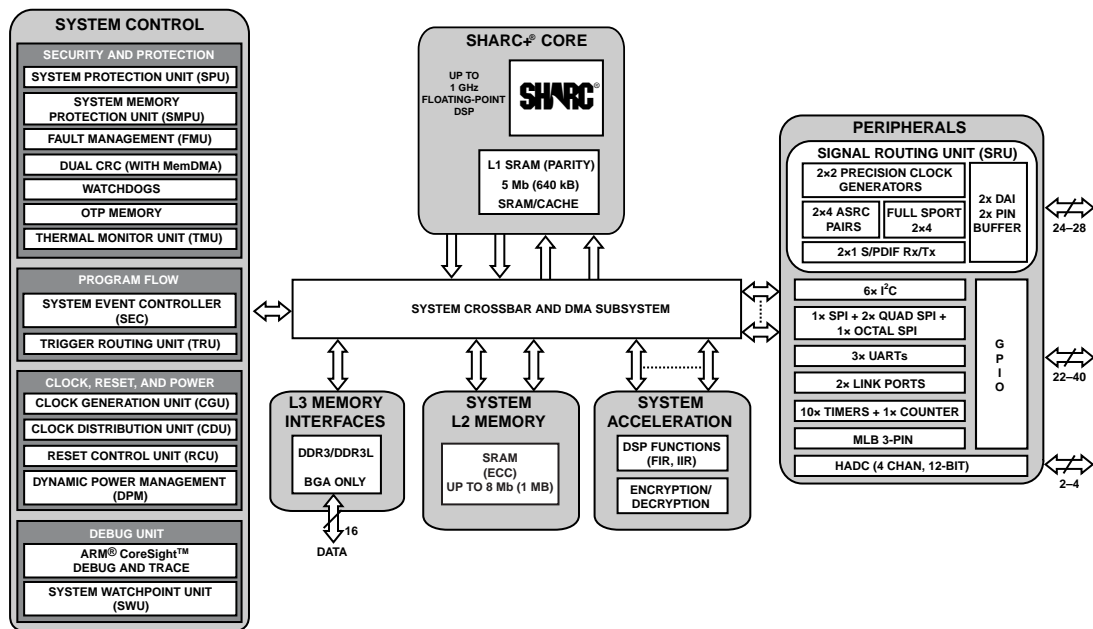 SYSTEM CONTROL
SECURITY AND PROTECTION
SYSTEM PROTECTION UNIT (SPU)
SYSTEM MEMORY
PROTECTION UNIT (SMPU)
FAULT MANAGEMENT (FMU)
DUAL CRC (WITH MemDMA)
WATCHDOGS
OTP MEMORY
THERMAL MONITOR UNIT (TMU)
PROGRAM FLOW
SYSTEM EVENT CONTROLLER
(SEC)
TRIGGER ROUTING UNIT (TRU)
CLOCK, RESET, AND POWER
CLOCK GENERATION UNIT (CGU)
CLOCK DISTRIBUTION UNIT (CDU)
RESET CONTROL UNIT (RCU)
DYNAMIC POWER MANAGEMENT
(DPM)
DEBUG UNIT
ARM® CoreSight™
DEBUG AND TRACE
SYSTEM WATCHPOINT UNIT
(SWU)
SHARC+® CORE
UP TO
1 GHz
FLOATING-POINT
DSP
SHARC®
L1 SRAM (PARITY)
5 Mb (640 kB)
SRAM/CACHE
SYSTEM CROSSBAR AND DMA SUBSYSTEM
L3 MEMORY
INTERFACES
DDR3/DDR3L
BGA ONLY
16
DATA
SYSTEM
L2 MEMORY
SRAM
(ECC)
UP TO 8 Mb (1 MB)
SYSTEM
ACCELERATION
DSP FUNCTIONS
(FIR, IIR)
ENCRYPTION/
DECRYPTION
PERIPHERALS
SIGNAL ROUTING UNIT (SRU)
2×2 PRECISION CLOCK
GENERATORS
2×4 ASRC
PAIRS
FULL SPORT
2×4
2×1 S/PDIF Rx/Tx
2× DAI
2× PIN
BUFFER
24–28
6× I²C
1× SPI + 2× QUAD SPI +
1× OCTAL SPI
3× UARTs
2× LINK PORTS
10× TIMERS + 1× COUNTER
MLB 3-PIN
GPIO
22–40
HADC (4 CHAN, 12-BIT)
2–4